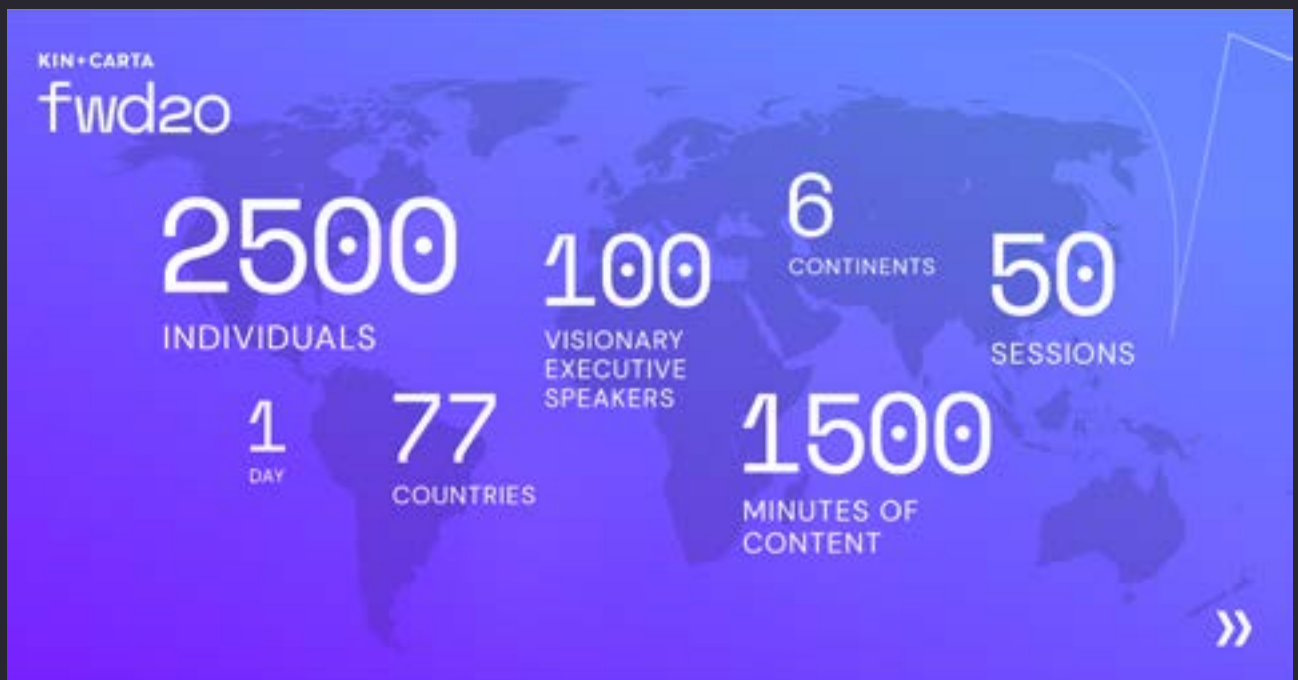 KIN+CARTA
fwd20
2500
INDIVIDUALS
100
VISIONARY
EXECUTIVE
SPEAKERS
6
CONTINENTS
50
SESSIONS
1
DAY
77
COUNTRIES
1500
MINUTES OF
CONTENT